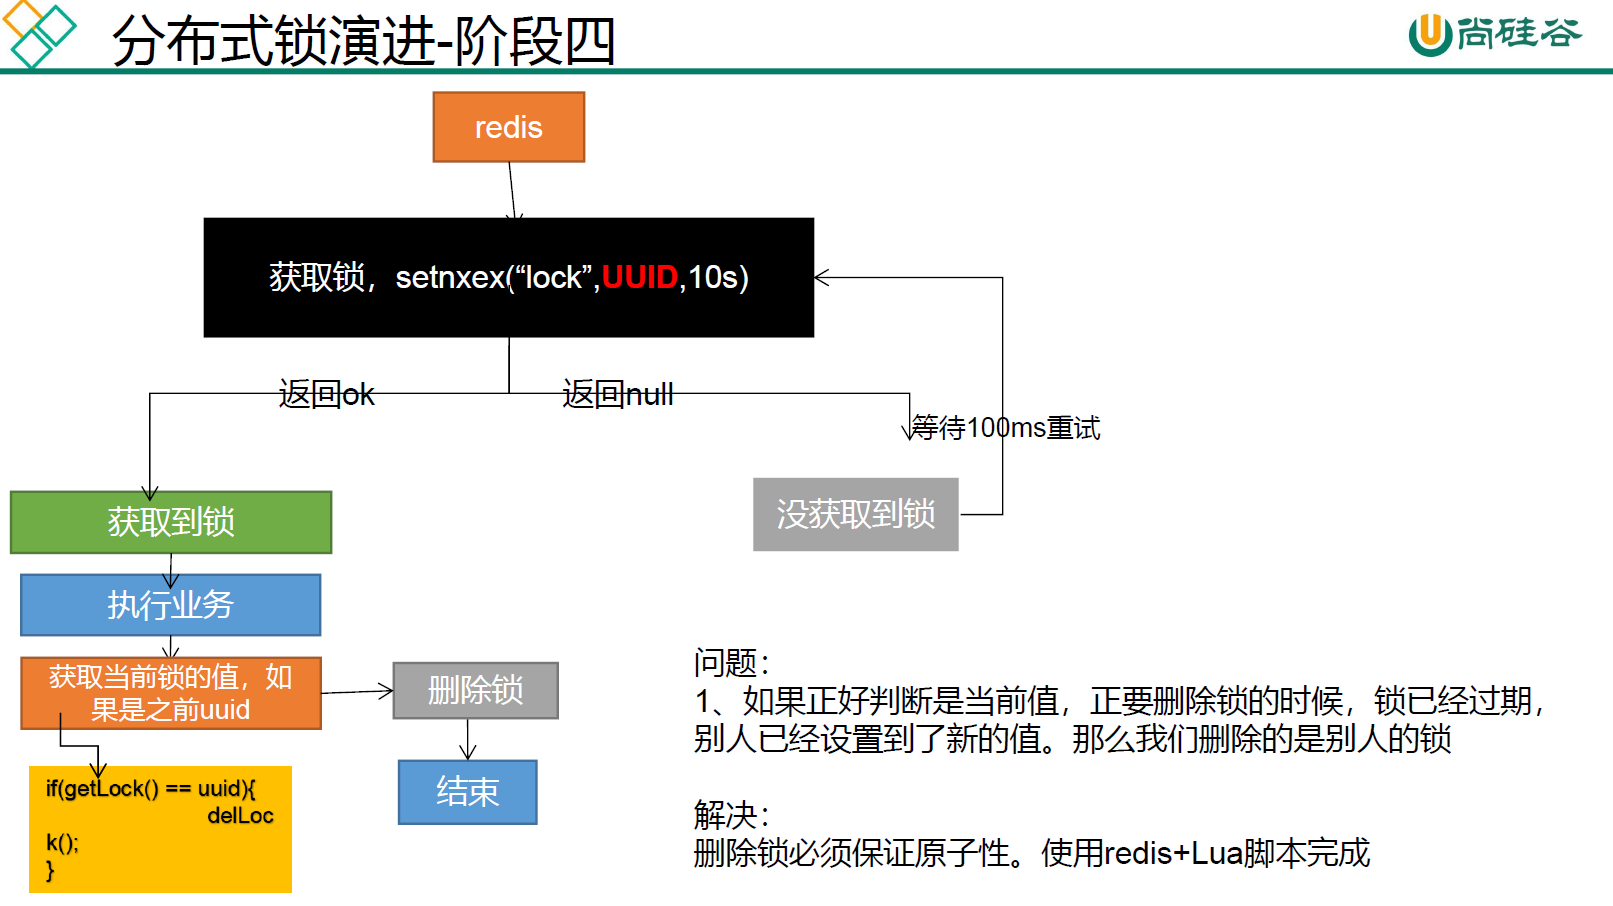 分布式锁演进-阶段四
尚硅谷
redis
获取锁，setnxex(“lock”,UUID,10s)
返回ok
返回null
等待100ms重试
获取到锁
没获取到锁
执行业务
获取当前锁的值，如
果是之前uuid
删除锁
if(getLock() == uuid){
delLoc
k();
}
结束
问题：
1、如果正好判断是当前值，正要删除锁的时候，锁已经过期，
别人已经设置到了新的值。那么我们删除的是别人的锁
解决：
删除锁必须保证原子性。使用redis+Lua脚本完成